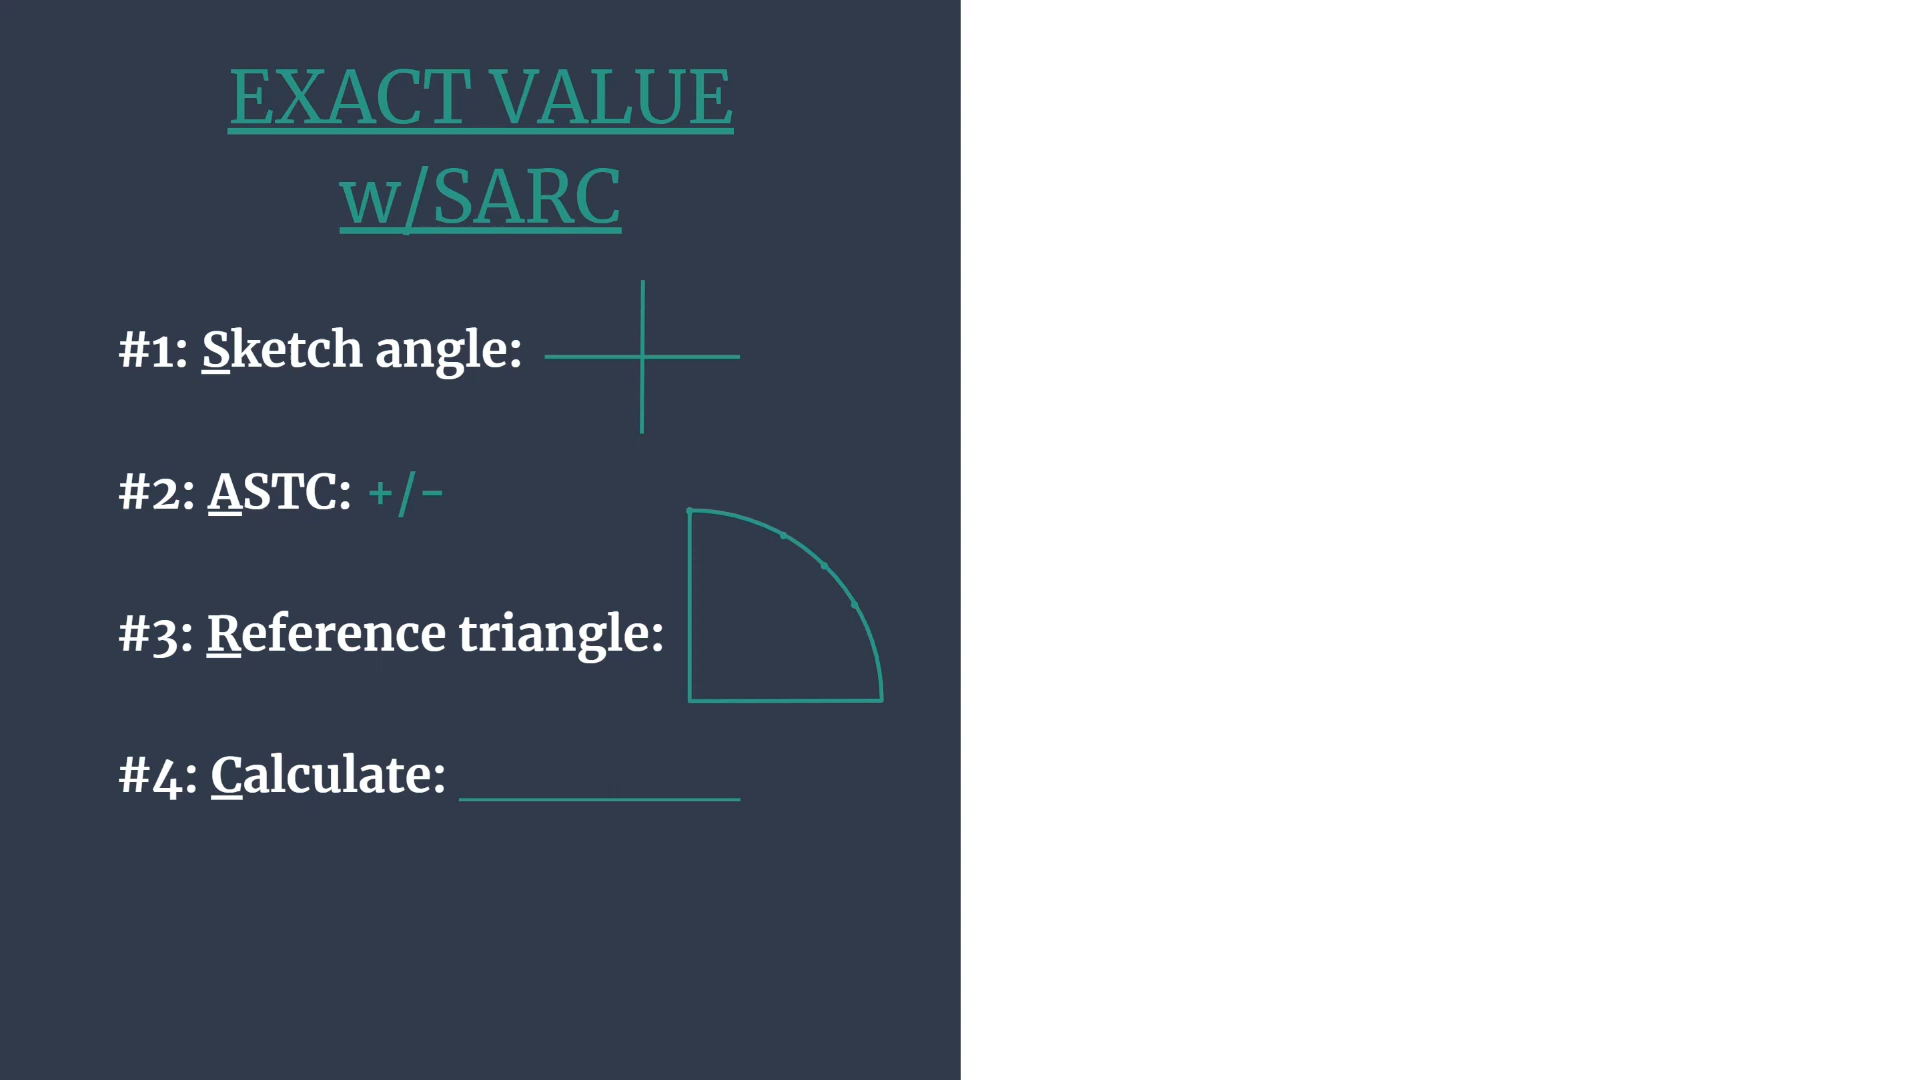 EXACT VALUE
w/SARC
#1: Sketch angle:
#2: ASTC: +/-
#3: Reference triangle:
#4: Calculate: